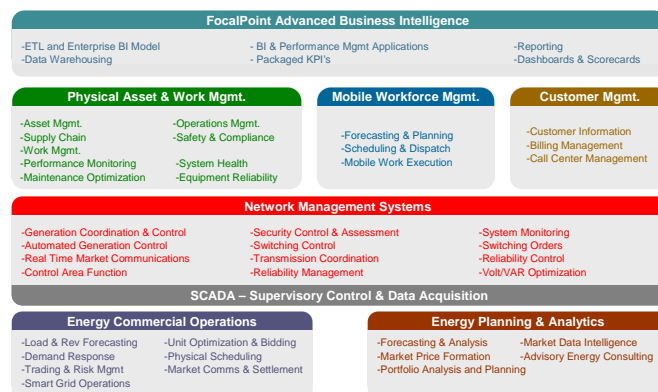 FocalPoint Advanced Business Intelligence
-ETL and Enterprise BI Model
-Data Warehousing
- BI & Performance Mgmt Applications
- Packaged KPI's
-Reporting
-Dashboards & Scorecards
Physical Asset & Work Mgmt.
-Asset Mgmt.
-Supply Chain
-Work Mgmt.
-Performance Monitoring
-Maintenance Optimization
-Operations Mgmt.
-Safety & Compliance
-System Health
-Equipment Reliability
Mobile Workforce Mgmt.
-Forecasting & Planning
-Scheduling & Dispatch
-Mobile Work Execution
Customer Mgmt.
-Customer Information
-Billing Management
-Call Center Management
Network Management Systems
-Generation Coordination & Control
-Automated Generation Control
-Real Time Market Communications
-Control Area Function
-Security Control & Assessment
-Switching Control
-Transmission Coordination
-Reliability Management
-System Monitoring
-Switching Orders
-Reliability Control
-Volt/VAR Optimization
SCADA – Supervisory Control & Data Acquisition
Energy Commercial Operations
-Load & Rev Forecasting
-Demand Response
-Trading & Risk Mgmt
-Smart Grid Operations
-Unit Optimization & Bidding
-Physical Scheduling
-Market Comms & Settlement
Energy Planning & Analytics
-Forecasting & Analysis
-Market Price Formation
-Portfolio Analysis and Planning
-Market Data Intelligence
-Advisory Energy Consulting